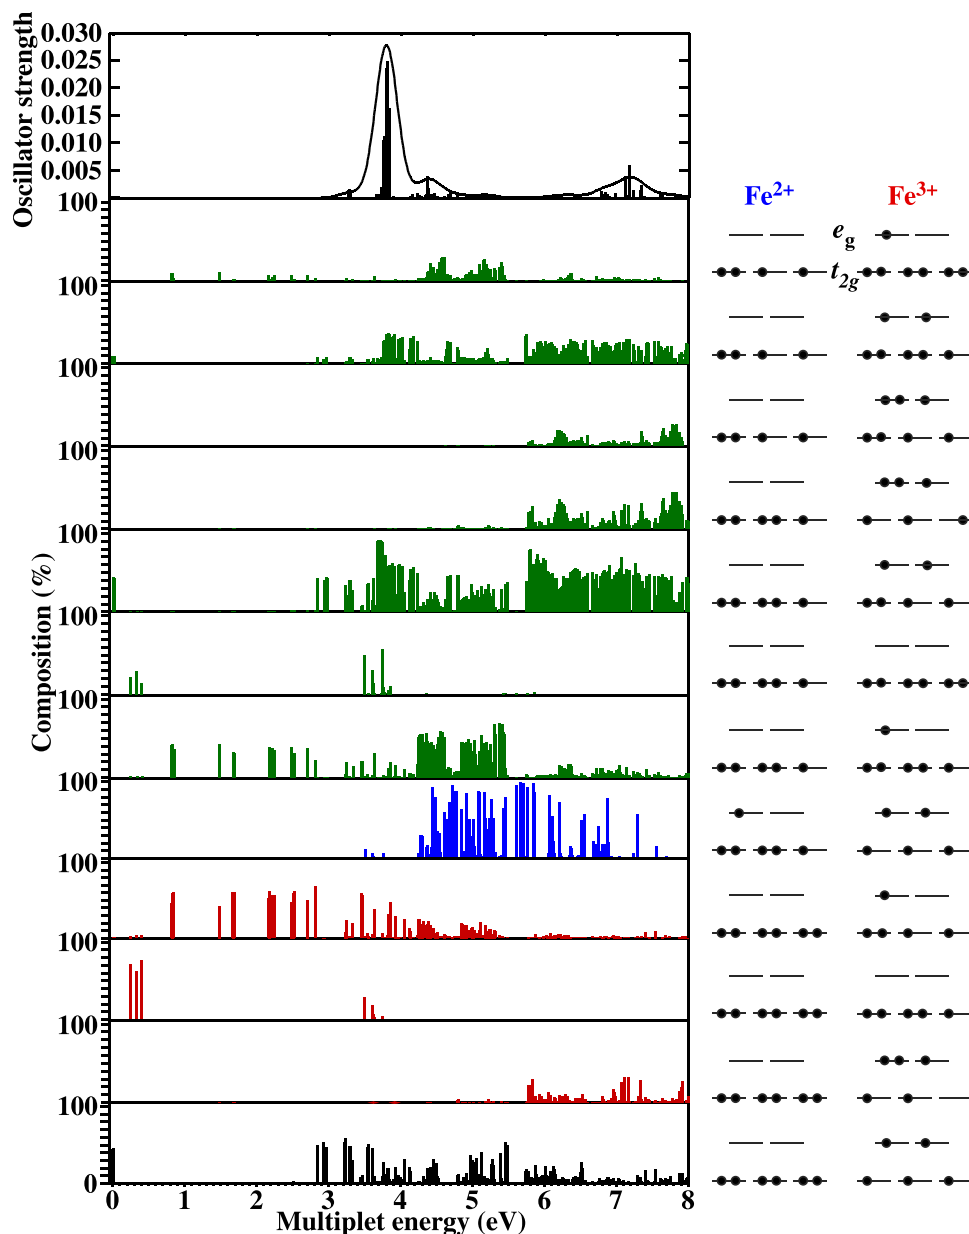 Oscillator strength
0.030
0.025
0.020
0.015
0.010
0.005
100
100
100
100
100
100
100
100
100
100
100
100
0
Composition (%)
0 1 2 3 4 5 6 7 8
Multiplet energy (eV)
Fe2+ Fe3+
eg
t2g